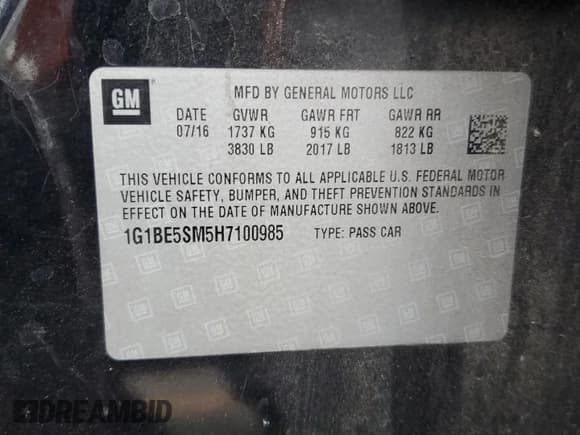 GM
MFD BY GENERAL MOTORS LLC
DATE GVWR GAWR FRT GAWR RR
07/16 1737 KG 915 KG 822 KG
3830 LB 2017 LB 1813 LB
THIS VEHICLE CONFORMS TO ALL APPLICABLE U.S. FEDERAL MOTOR
VEHICLE SAFETY, BUMPER, AND THEFT PREVENTION STANDARDS IN
EFFECT ON THE DATE OF MANUFACTURE SHOWN ABOVE.
1G1BE5SM5H7100985 TYPE: PASS CAR
DREAMBID